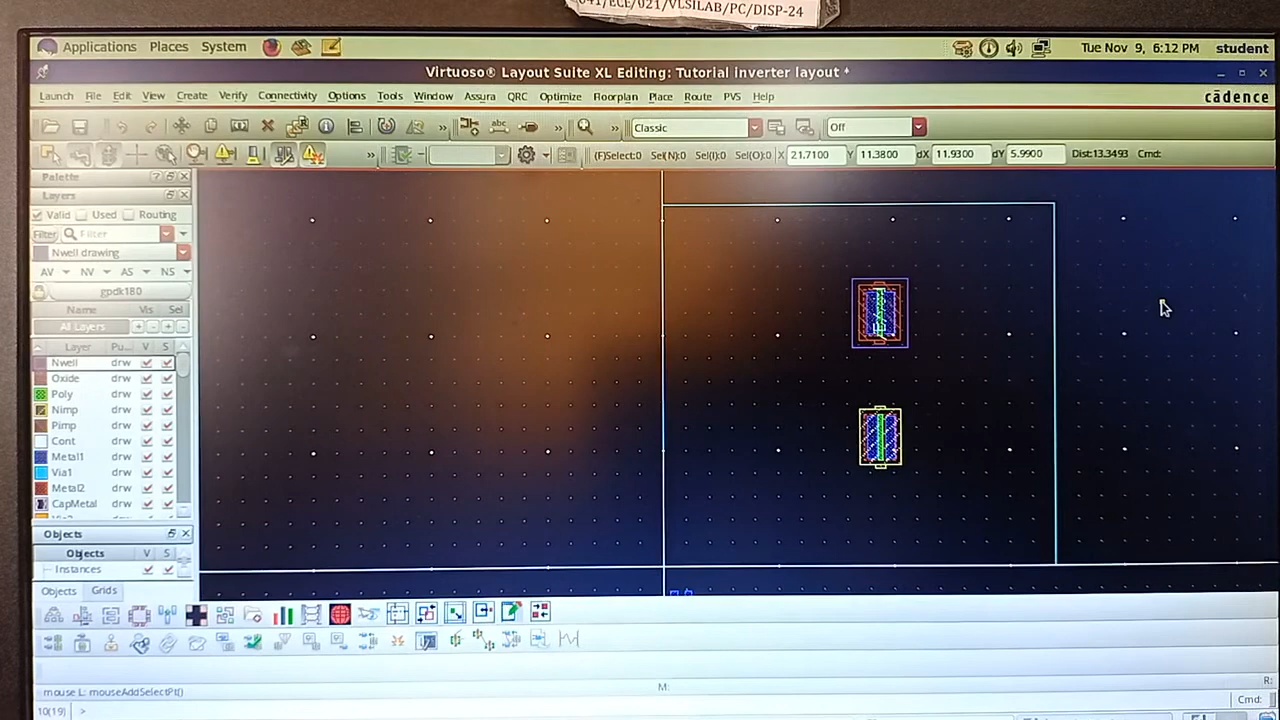 041/ECE/021/VLSILAB/PC/DISP-24
Applications Places System Tue Nov 9, 6:12 PM student
Virtuoso® Layout Suite XL Editing: Tutorial inverter layout *
Launch File Edit View Create Verify Connectivity Options Tools Window Assura QRC Optimize Floorplan Place Route PVS Help cādence
abc Classic Off
(F)Select:0 Sel(N):0 Sel(I):0 Sel(O):0 X 21.7100 Y 11.3800 dX 11.9300 dY 5.9900 Dist:13.3493 Cmd:
Palette
Layers
Valid Used Routing
Filter Filter
Nwell drawing
AV NV AS NS
gpdk180
Name Vis Sel
All Layers + - + -
Layer Pu... V S
Nwell drw
Oxide drw
Poly drw
Nimp drw
Pimp drw
Cont drw
Metal1 drw
Via1 drw
Metal2 drw
CapMetal drw
Objects
Objects V S
Instances
Objects Grids
mouse L: mouseAddSelectPt() M: R:
10(19) > Cmd: